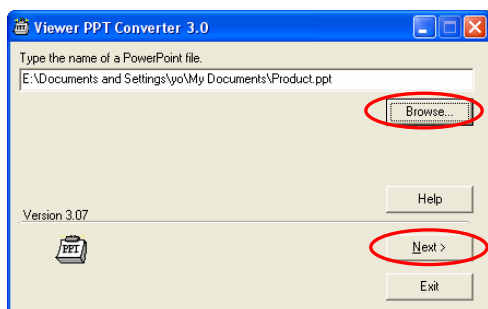 Viewer PPT Converter 3.0
Type the name of a PowerPoint file.
E:\Documents and Settings\yo\My Documents\Product.ppt
Browse...
Help
Version 3.07
PPT
Next >
Exit